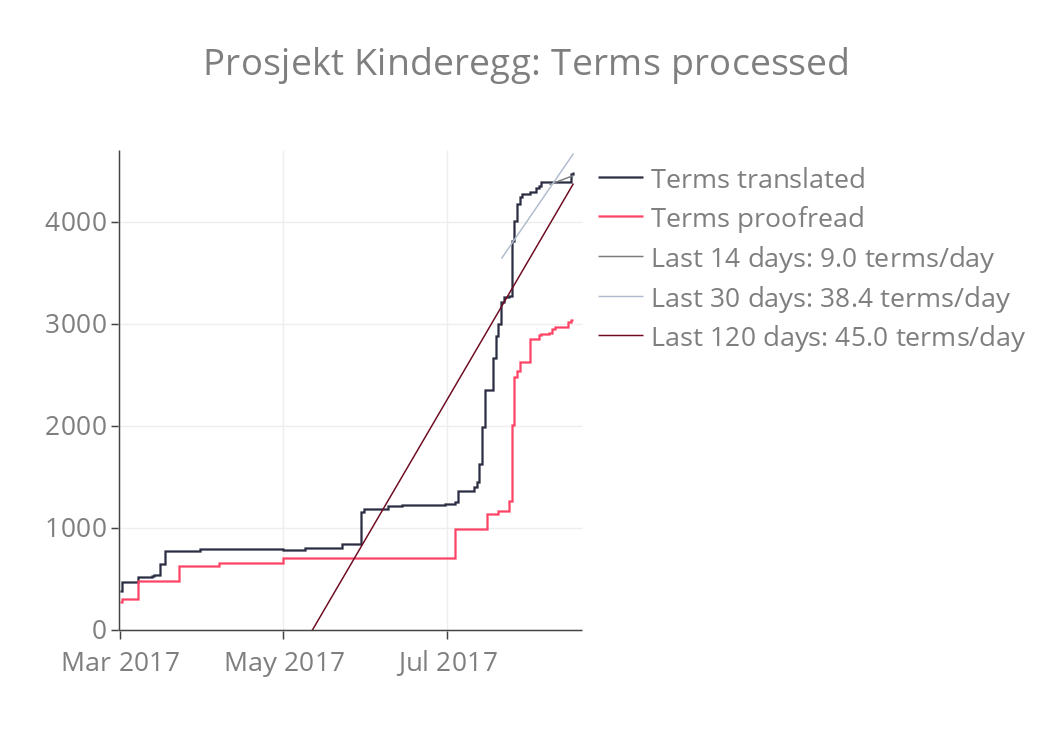 Prosjekt Kinderegg: Terms processed
Terms translated
Terms proofread
Last 14 days: 9.0 terms/day
Last 30 days: 38.4 terms/day
Last 120 days: 45.0 terms/day
4000
3000
2000
1000
0
Mar 2017 May 2017 Jul 2017